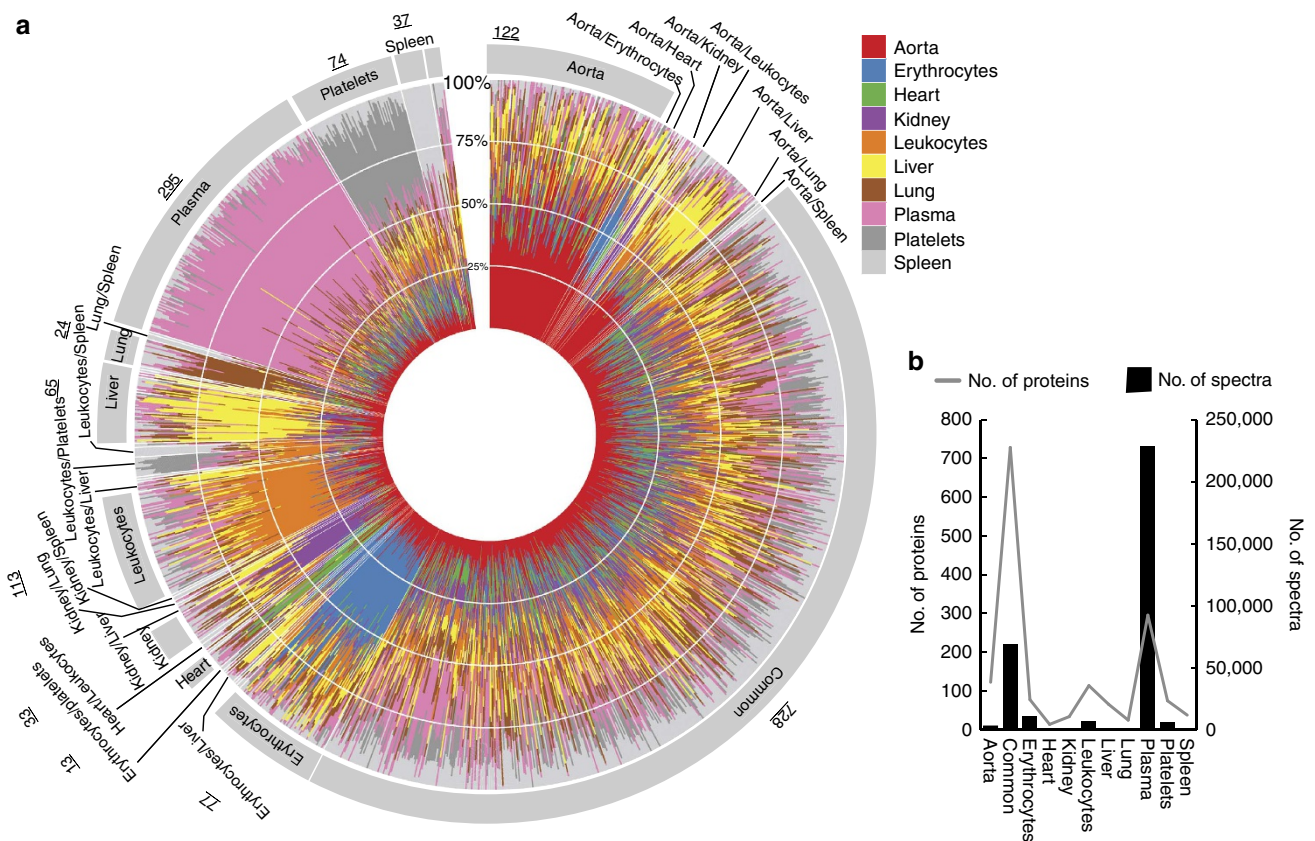 a
122
Aorta
Aorta/Erythrocytes
Aorta/Heart
Aorta/Kidney
Aorta/Leukocytes
Aorta/Liver
Aorta/Lung
Aorta/Spleen
Common
728
Erythrocytes
77
Erythrocytes/Liver
Erythrocytes/platelets
12
Heart
Heart/Leukocytes
33
Kidney
Kidney/Liver
Kidney/Lung
Kidney/Spleen
113
Leukocytes
Leukocytes/Liver
Leukocytes/Platelets
Leukocytes/Spleen
65
Liver
Lung
24
Lung/Spleen
Plasma
295
Platelets
74
Spleen
37
100%
75%
50%
25%
Aorta
Erythrocytes
Heart
Kidney
Leukocytes
Liver
Lung
Plasma
Platelets
Spleen
b
No. of proteins
No. of spectra
800
700
600
500
400
300
200
100
0
No. of proteins
250,000
200,000
150,000
100,000
50,000
0
No. of
spectra
Aorta
Common
Erythrocytes
Heart
Kidney
Leukocytes
Liver
Lung
Plasma
Platelets
Spleen